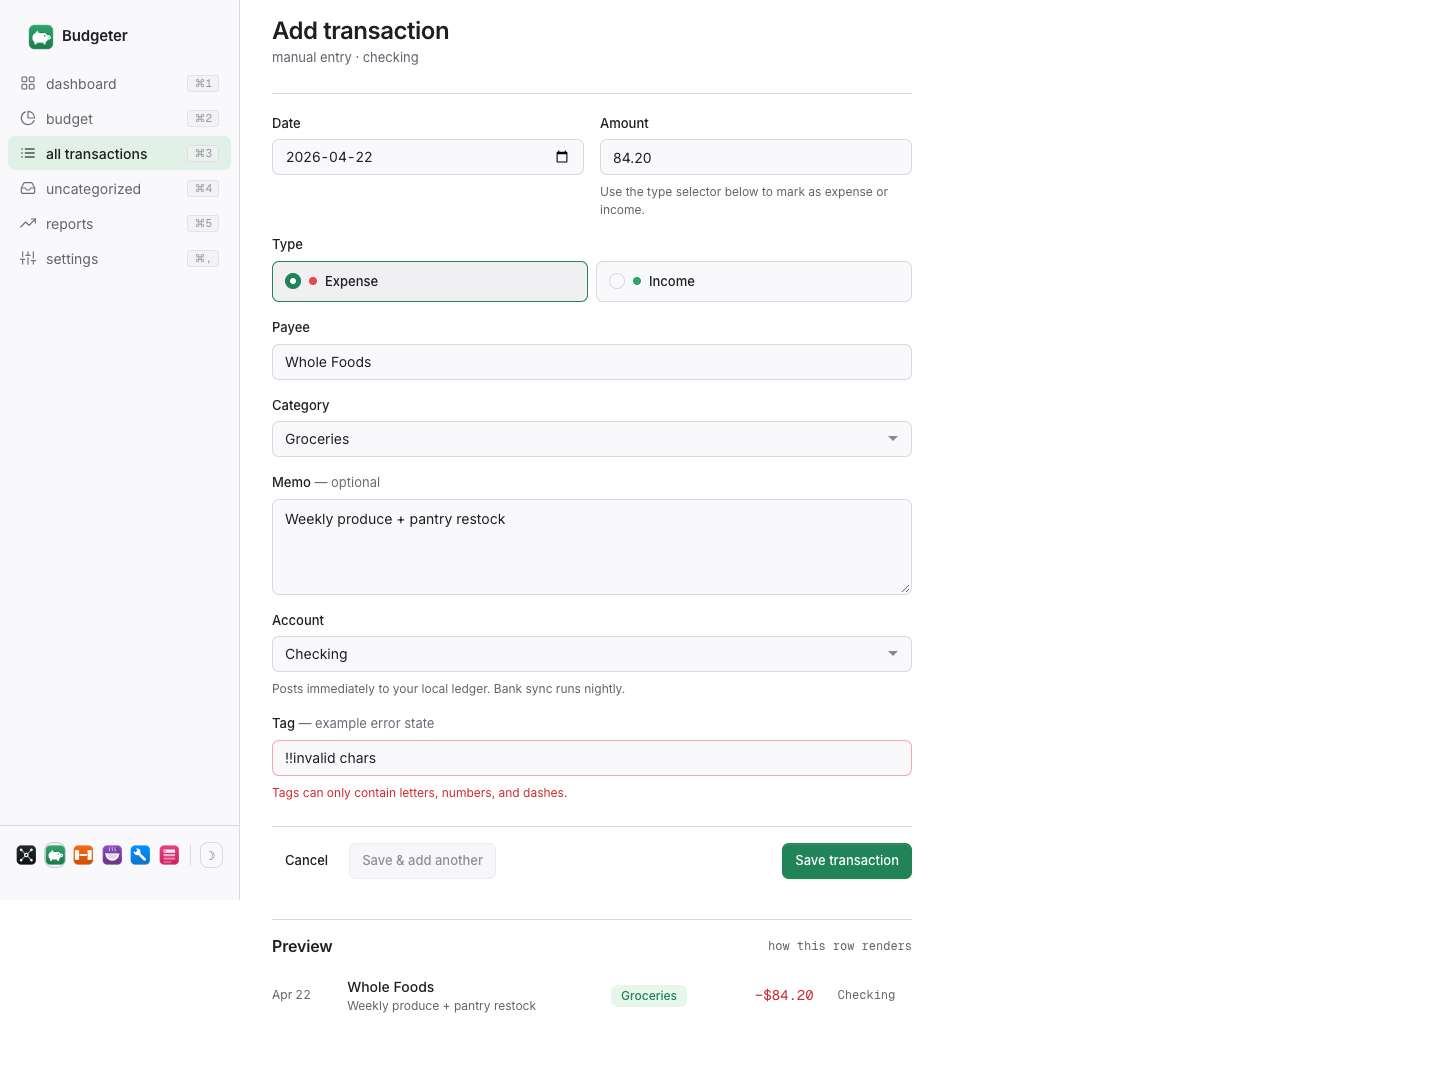 Budgeter
dashboard ⌘1
budget ⌘2
all transactions ⌘3
uncategorized ⌘4
reports ⌘5
settings ⌘,
Add transaction
manual entry · checking
Date
2026-04-22
Amount
84.20
Use the type selector below to mark as expense or
income.
Type
Expense
Income
Payee
Whole Foods
Category
Groceries
Memo — optional
Weekly produce + pantry restock
Account
Checking
Posts immediately to your local ledger. Bank sync runs nightly.
Tag — example error state
!!invalid chars
Tags can only contain letters, numbers, and dashes.
Cancel
Save & add another
Save transaction
Preview
how this row renders
Apr 22
Whole Foods
Weekly produce + pantry restock
Groceries
−$84.20
Checking